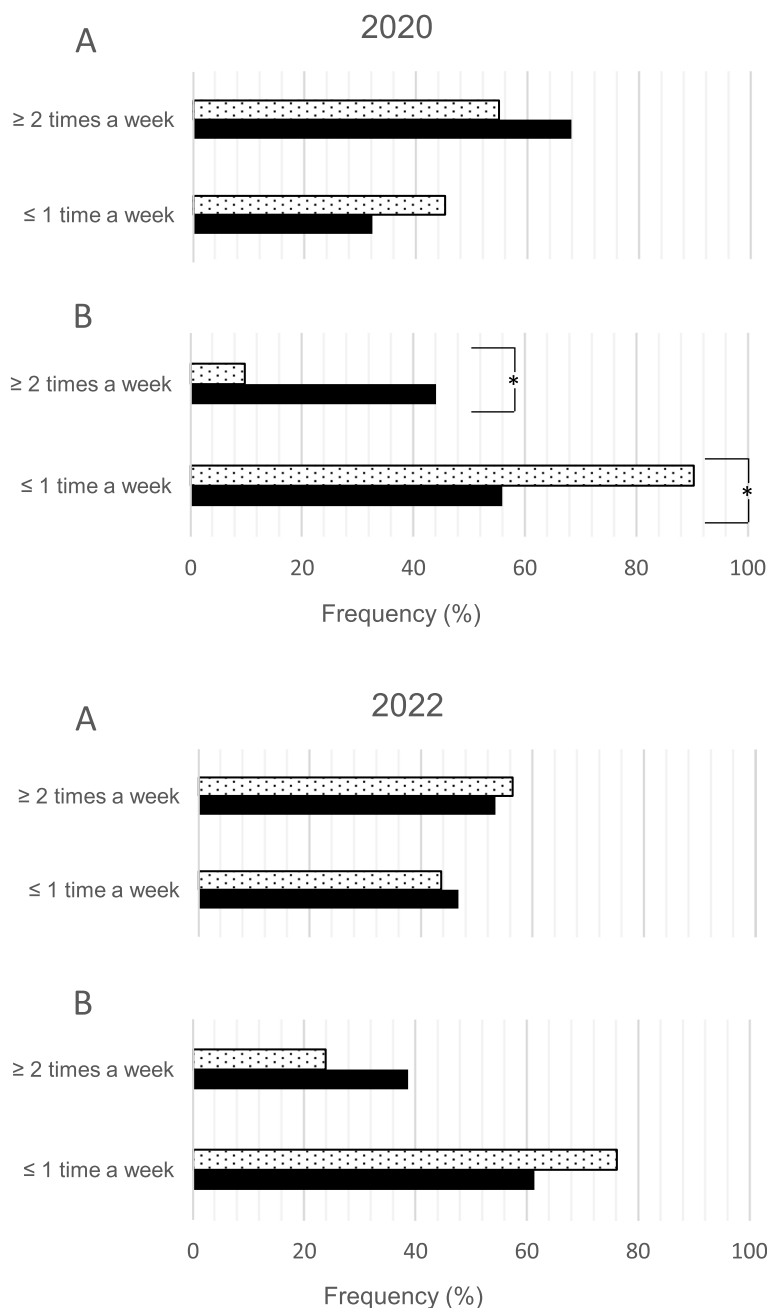 A
2020
≥ 2 times a week
≤ 1 time a week
B
≥ 2 times a week
*
≤ 1 time a week
*
0 20 40 60 80 100
Frequency (%)
A
2022
≥ 2 times a week
≤ 1 time a week
B
≥ 2 times a week
≤ 1 time a week
0 20 40 60 80 100
Frequency (%)